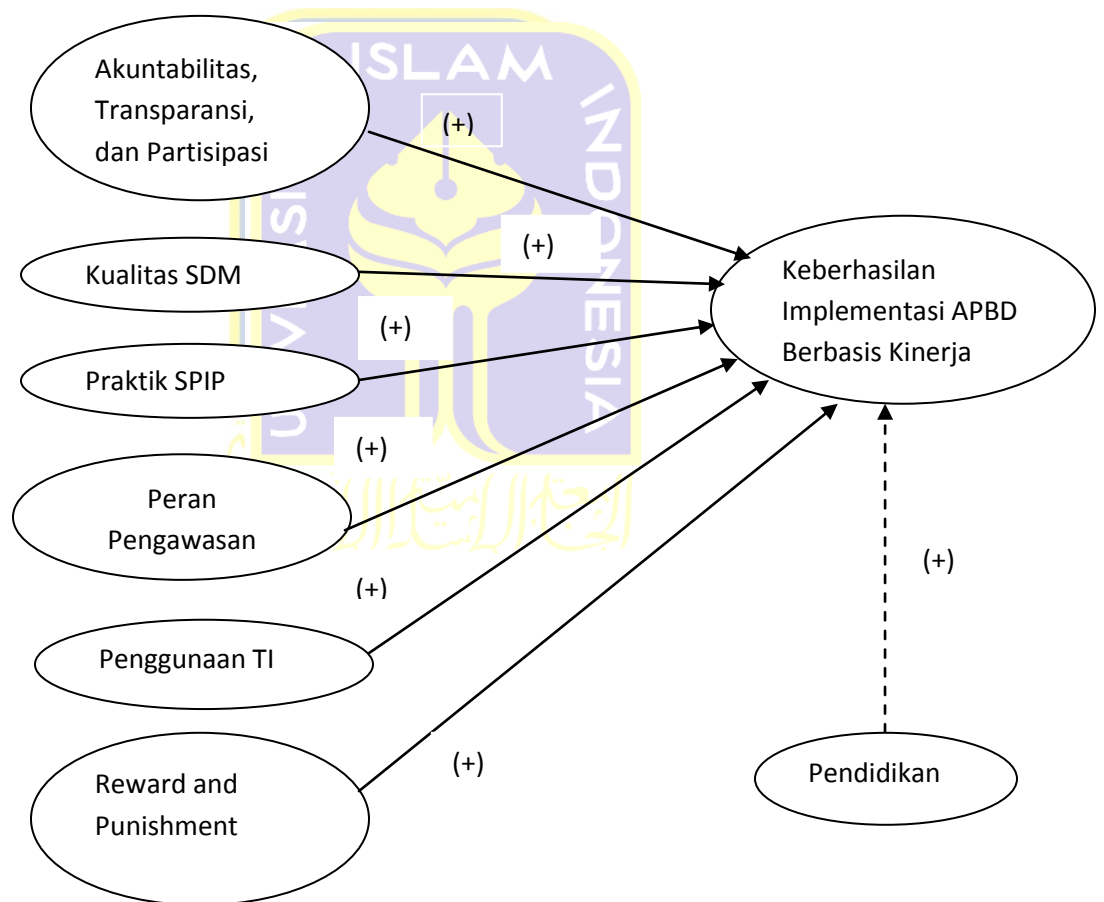 Akuntabilitas,
Transparansi,
dan Partisipasi
(+)
ISLAM
INDONESIA
(+)
Kualitas SDM
Keberhasilan
Implementasi APBD
Berbasis Kinerja
(+)
Praktik SPIP
(+)
Peran
Pengawasan
(+)
(+)
Penggunaan TI
(+)
Reward and
Punishment
Pendidikan